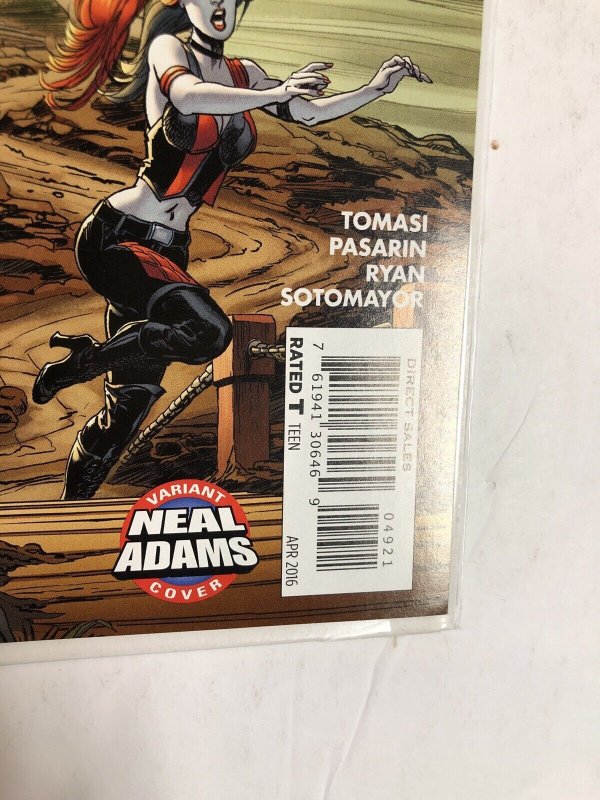 TOMASI
PASARIN
RYAN
SOTOMAYOR
DIRECT SALES
7 61941 30646 9
04921
RATED T TEEN
APR 2016
VARIANT
NEAL
ADAMS
COVER